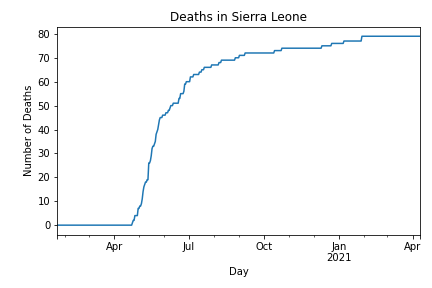 Deaths in Sierra Leone
80
70
60
50
40
30
20
10
0
Number of Deaths
Apr
Jul
Oct
Jan
2021
Apr
Day